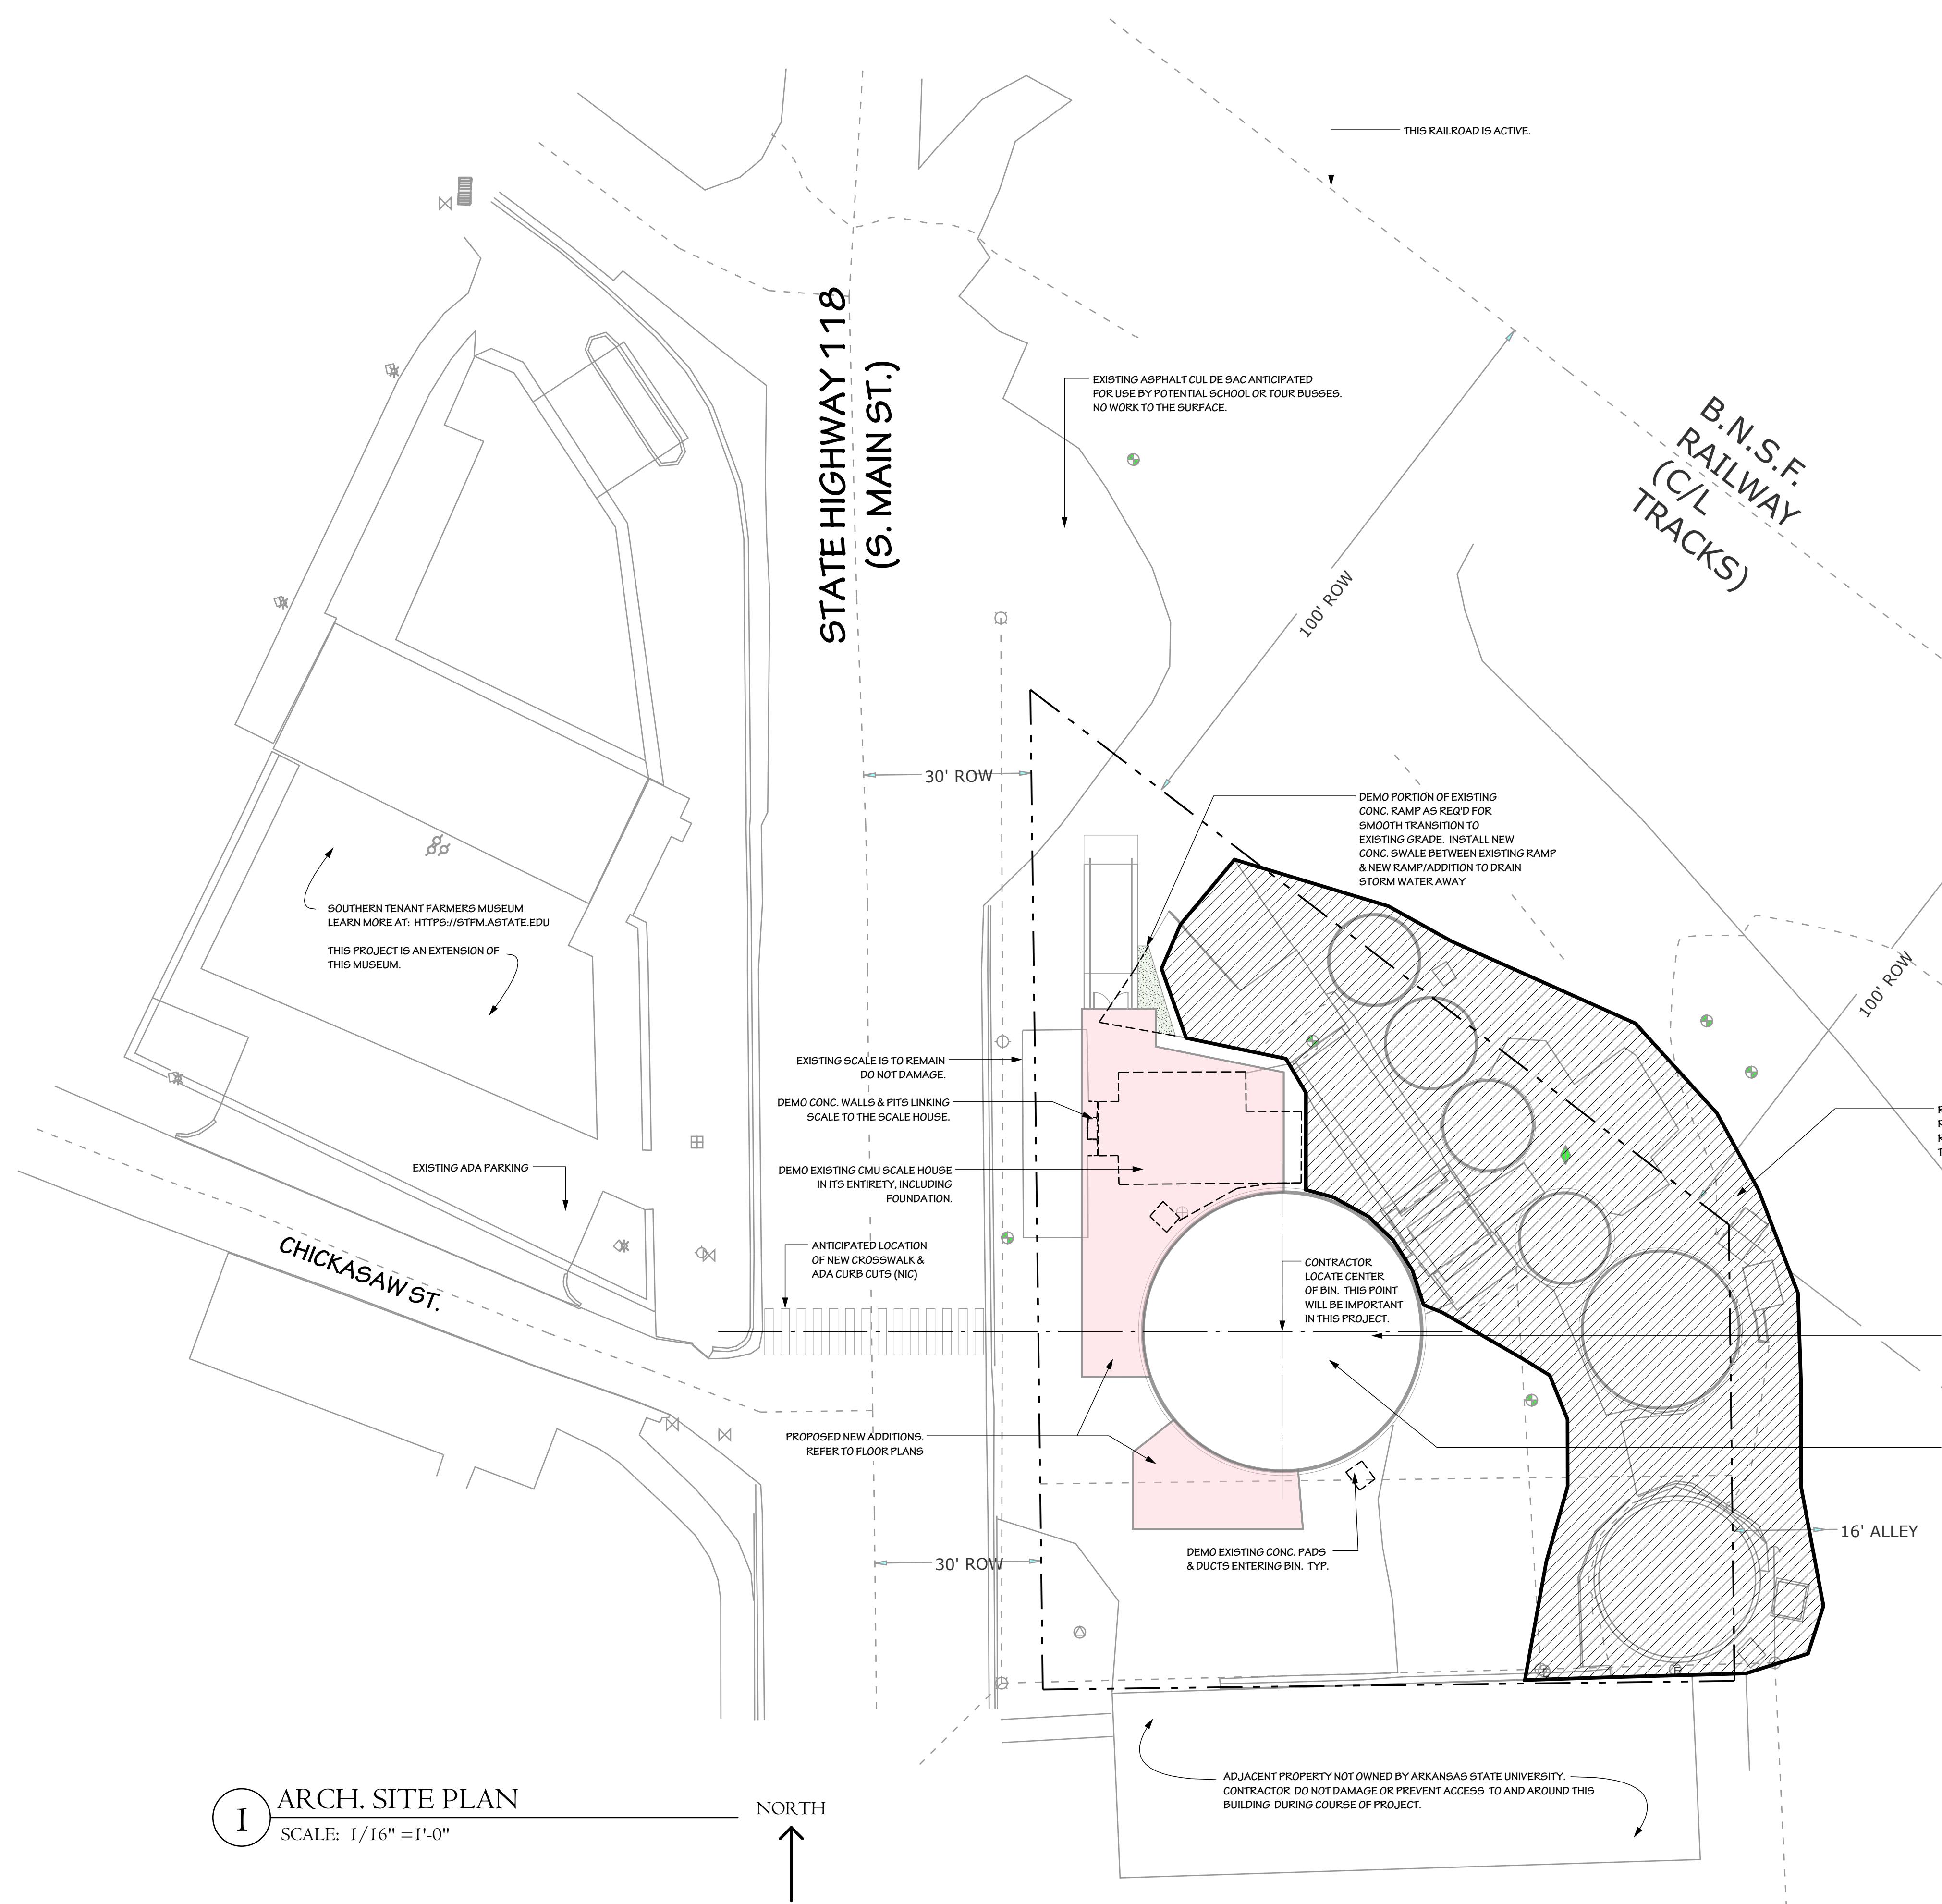 THIS RAILROAD IS ACTIVE.
STATE HIGHWAY 118
(S. MAIN ST.)
EXISTING ASPHALT CUL DE SAC ANTICIPATED
FOR USE BY POTENTIAL SCHOOL OR TOUR BUSSES.
NO WORK TO THE SURFACE.
B.N.S.F.
RAILWAY
(C/L
TRACKS)
100' ROW
30' ROW
DEMO PORTION OF EXISTING
CONC. RAMP AS REQ'D FOR
SMOOTH TRANSITION TO
EXISTING GRADE. INSTALL NEW
CONC. SWALE BETWEEN EXISTING RAMP
& NEW RAMP/ADDITION TO DRAIN
STORM WATER AWAY
SOUTHERN TENANT FARMERS MUSEUM
LEARN MORE AT: HTTPS://STFM.ASTATE.EDU
THIS PROJECT IS AN EXTENSION OF
THIS MUSEUM.
100' ROW
EXISTING SCALE IS TO REMAIN
DO NOT DAMAGE.
DEMO CONC. WALLS & PITS LINKING
SCALE TO THE SCALE HOUSE.
EXISTING ADA PARKING
DEMO EXISTING CMU SCALE HOUSE
IN ITS ENTIRETY, INCLUDING
FOUNDATION.
CHICKASAW ST.
ANTICIPATED LOCATION
OF NEW CROSSWALK &
ADA CURB CUTS (NIC)
CONTRACTOR
LOCATE CENTER
OF BIN. THIS POINT
WILL BE IMPORTANT
IN THIS PROJECT.
PROPOSED NEW ADDITIONS.
REFER TO FLOOR PLANS
16' ALLEY
30' ROW
DEMO EXISTING CONC. PADS
& DUCTS ENTERING BIN. TYP.
ADJACENT PROPERTY NOT OWNED BY ARKANSAS STATE UNIVERSITY.
CONTRACTOR DO NOT DAMAGE OR PREVENT ACCESS TO AND AROUND THIS
BUILDING DURING COURSE OF PROJECT.
1 ARCH. SITE PLAN
SCALE: 1/16" =1'-0"
NORTH